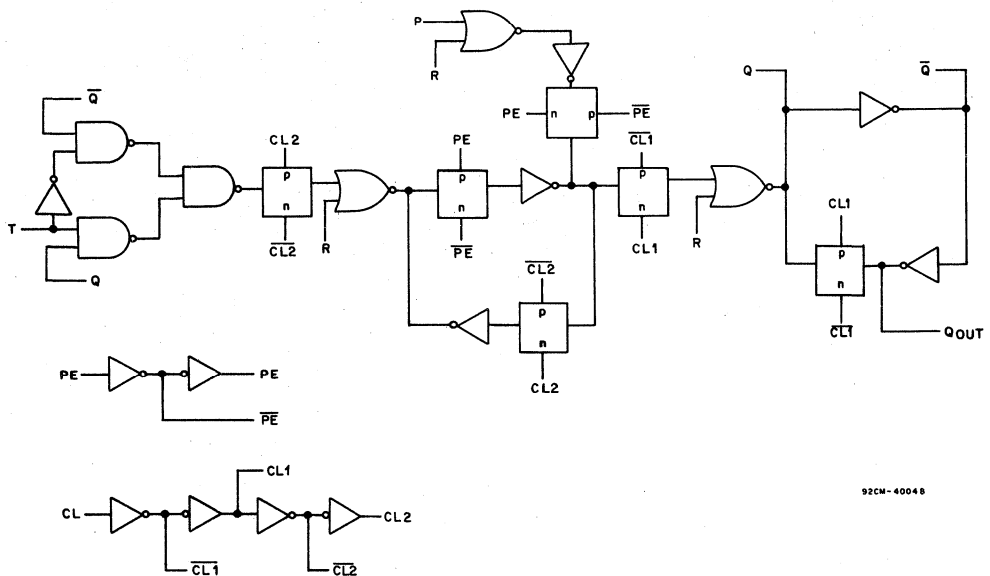 P
R
Q̅
PE
n
p
P̅E̅
Q
Q̅
CL2
p
n
C̅L̅2̅
R
PE
p
n
P̅E̅
C̅L̅1̅
p
n
CL1
R
T
Q
CL1
p
n
C̅L̅1̅
QOUT
C̅L̅2̅
p
n
CL2
PE
PE
P̅E̅
CL1
CL
CL2
C̅L̅1̅
C̅L̅2̅
92CM-40048